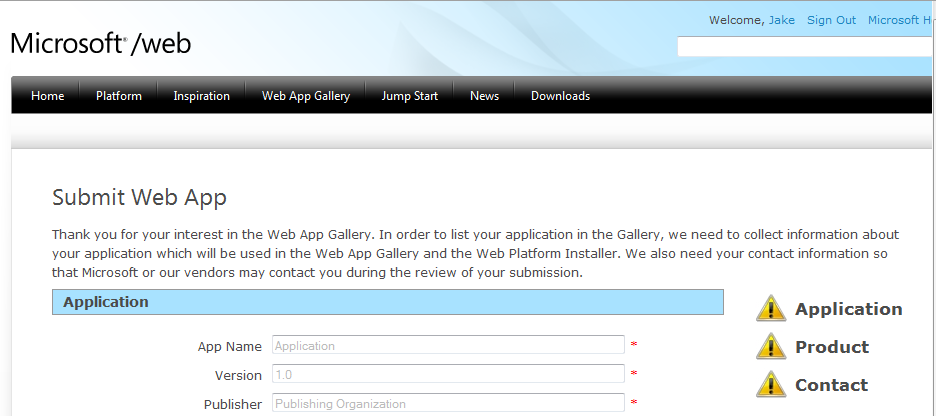 Welcome, Jake Sign Out Microsoft H
Microsoft® /web
Home Platform Inspiration Web App Gallery Jump Start News Downloads
Submit Web App
Thank you for your interest in the Web App Gallery. In order to list your application in the Gallery, we need to collect information about
your application which will be used in the Web App Gallery and the Web Platform Installer. We also need your contact information so
that Microsoft or our vendors may contact you during the review of your submission.
Application
App Name Application *
Version 1.0 *
Publisher Publishing Organization *
Application
Product
Contact